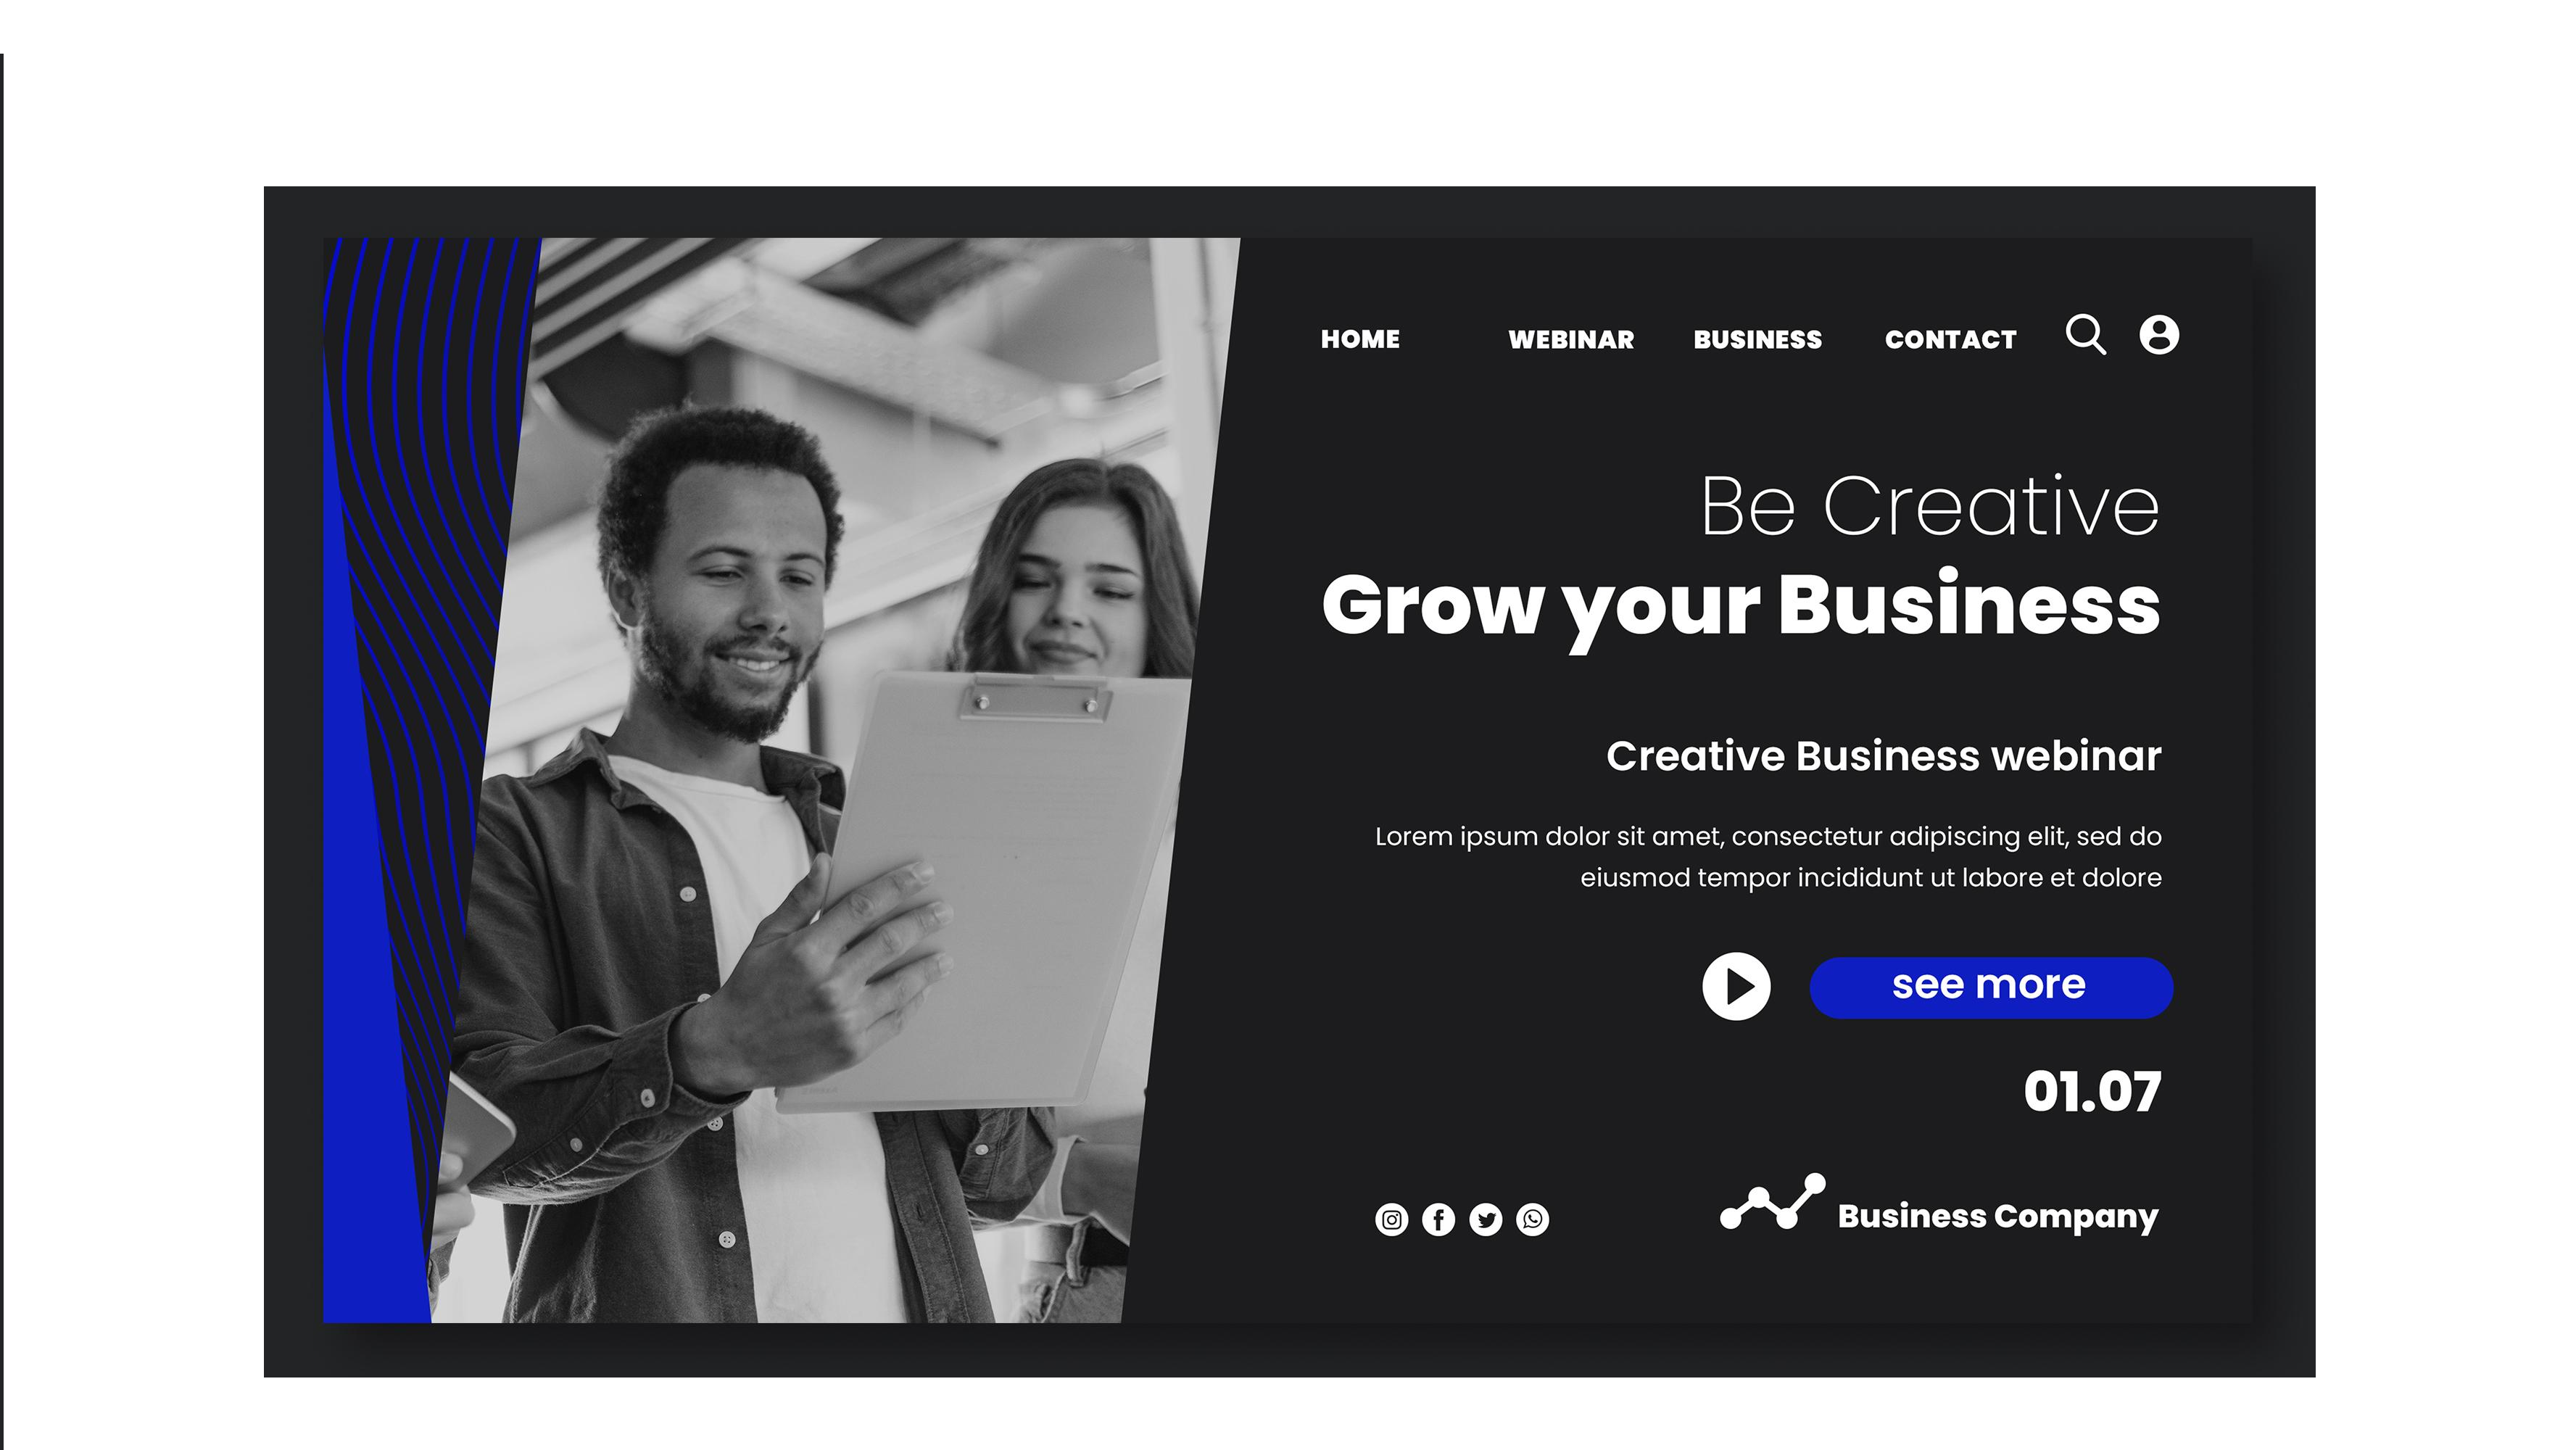 HOME WEBINAR BUSINESS CONTACT
Be Creative
Grow your Business
Creative Business webinar
Lorem ipsum dolor sit amet, consectetur adipiscing elit, sed do
eiusmod tempor incididunt ut labore et dolore
see more
01.07
Business Company